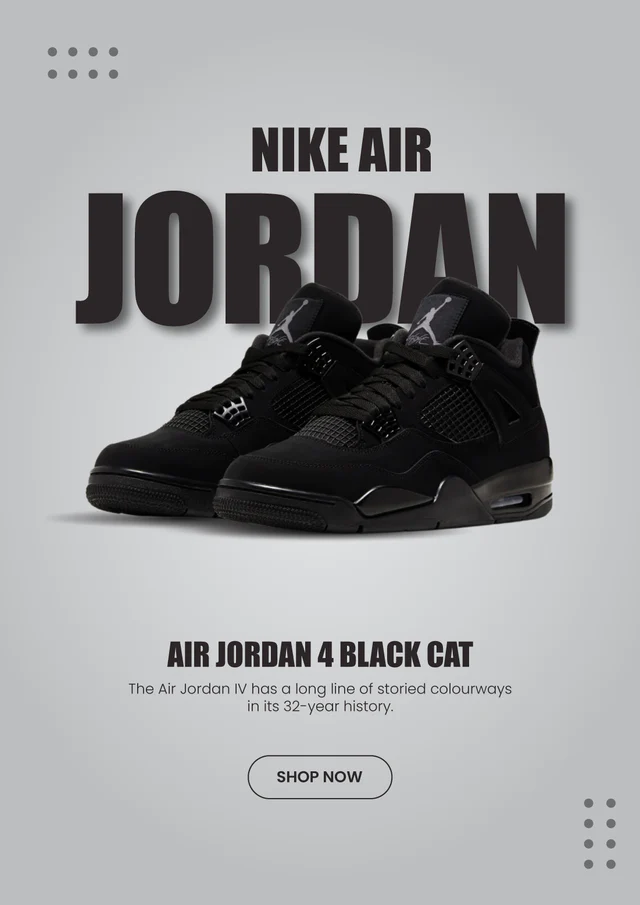 NIKE AIR
JORDAN
AIR JORDAN 4 BLACK CAT
The Air Jordan IV has a long line of storied colourways
in its 32-year history.
SHOP NOW